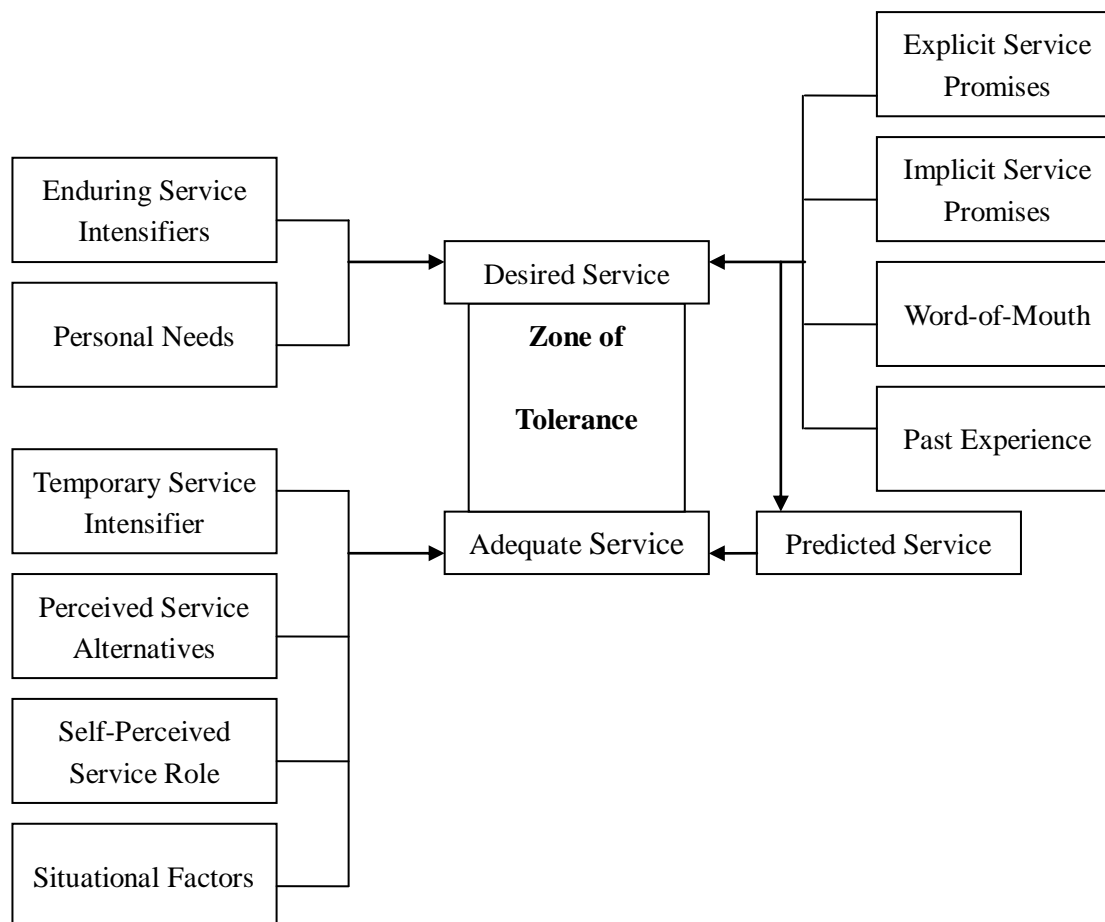 Explicit Service
Promises
Enduring Service
Intensifiers
Implicit Service
Promises
Desired Service
Personal Needs
Zone of
Tolerance
Word-of-Mouth
Past Experience
Temporary Service
Intensifier
Adequate Service
Predicted Service
Perceived Service
Alternatives
Self-Perceived
Service Role
Situational Factors